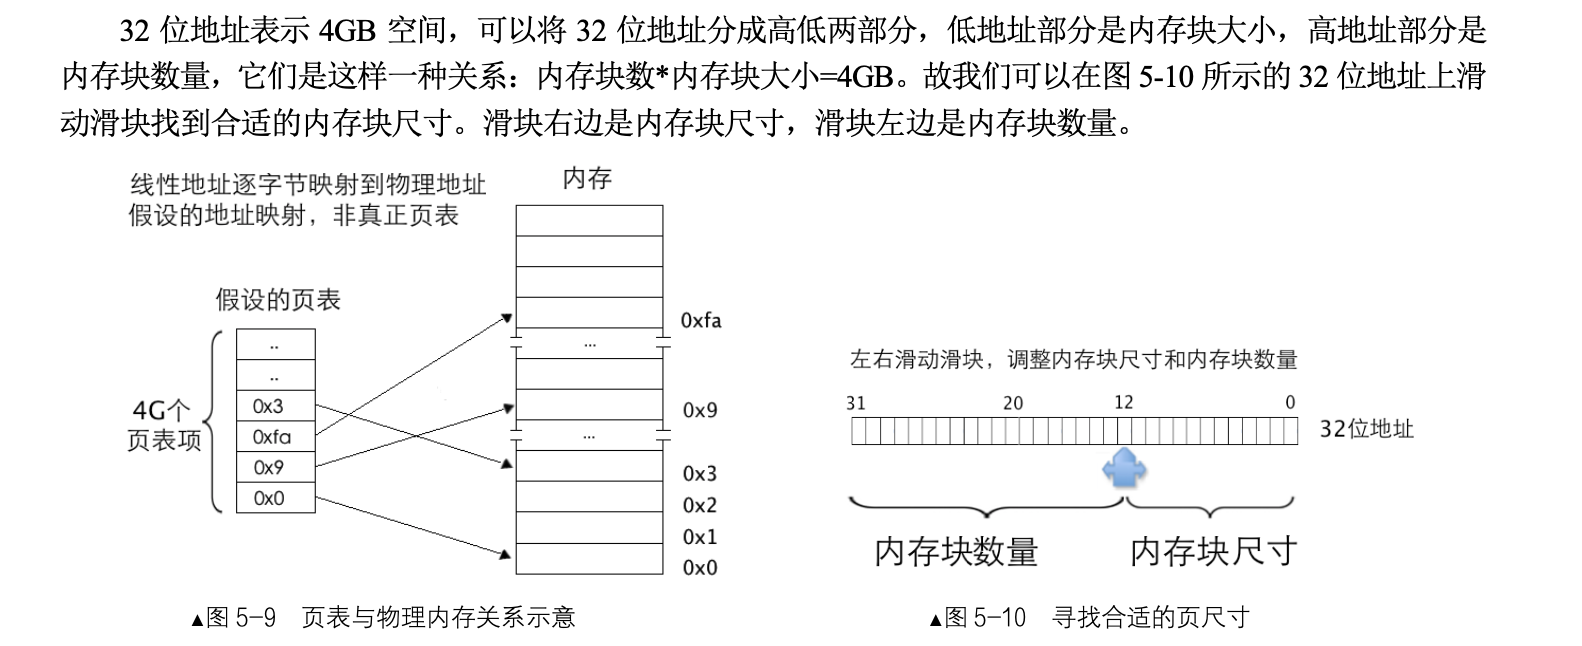 32 位地址表示 4GB 空间，可以将 32 位地址分成高低两部分，低地址部分是内存块大小，高地址部分是
内存块数量，它们是这样一种关系：内存块数*内存块大小=4GB。故我们可以在图 5-10 所示的 32 位地址上滑
动滑块找到合适的内存块尺寸。滑块右边是内存块尺寸，滑块左边是内存块数量。
线性地址逐字节映射到物理地址
假设的地址映射，非真正页表
内存
假设的页表
..
..
0x3
0xfa
0x9
0x0
4G个
页表项
0xfa
...
0x9
...
0x3
0x2
0x1
0x0
▲图 5-9 页表与物理内存关系示意
左右滑动滑块，调整内存块尺寸和内存块数量
31 20 12 0
32位地址
内存块数量 内存块尺寸
▲图 5-10 寻找合适的页尺寸